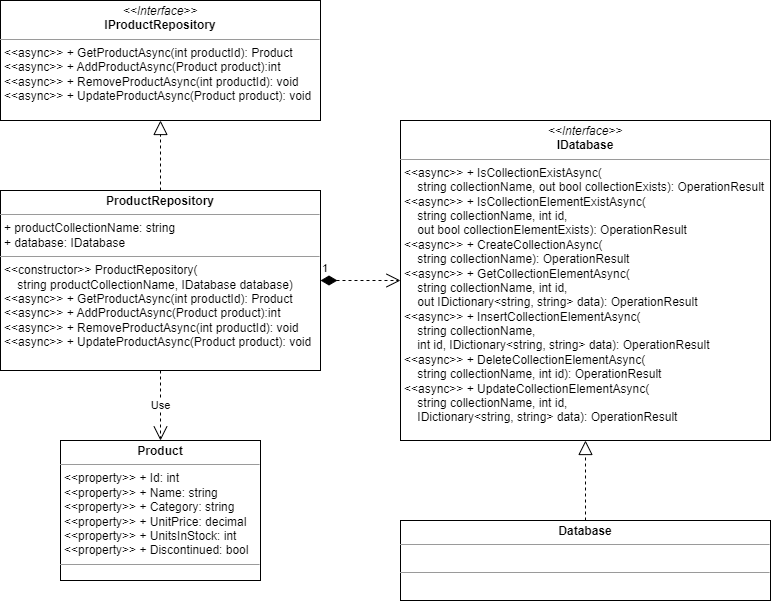 <<Interface>>
IProductRepository
<<async>> + GetProductAsync(int productId): Product
<<async>> + AddProductAsync(Product product):int
<<async>> + RemoveProductAsync(int productId): void
<<async>> + UpdateProductAsync(Product product): void
ProductRepository
+ productCollectionName: string
+ database: IDatabase
<<constructor>> ProductRepository(
string productCollectionName, IDatabase database)
<<async>> + GetProductAsync(int productId): Product
<<async>> + AddProductAsync(Product product):int
<<async>> + RemoveProductAsync(int productId): void
<<async>> + UpdateProductAsync(Product product): void
1
Use
Product
<<property>> + Id: int
<<property>> + Name: string
<<property>> + Category: string
<<property>> + UnitPrice: decimal
<<property>> + UnitsInStock: int
<<property>> + Discontinued: bool
<<Interface>>
IDatabase
<<async>> + IsCollectionExistAsync(
string collectionName, out bool collectionExists): OperationResult
<<async>> + IsCollectionElementExistAsync(
string collectionName, int id,
out bool collectionElementExists): OperationResult
<<async>> + CreateCollectionAsync(
string collectionName): OperationResult
<<async>> + GetCollectionElementAsync(
string collectionName, int id,
out IDictionary<string, string> data): OperationResult
<<async>> + InsertCollectionElementAsync(
string collectionName,
int id, IDictionary<string, string> data): OperationResult
<<async>> + DeleteCollectionElementAsync(
string collectionName, int id): OperationResult
<<async>> + UpdateCollectionElementAsync(
string collectionName, int id,
IDictionary<string, string> data): OperationResult
Database